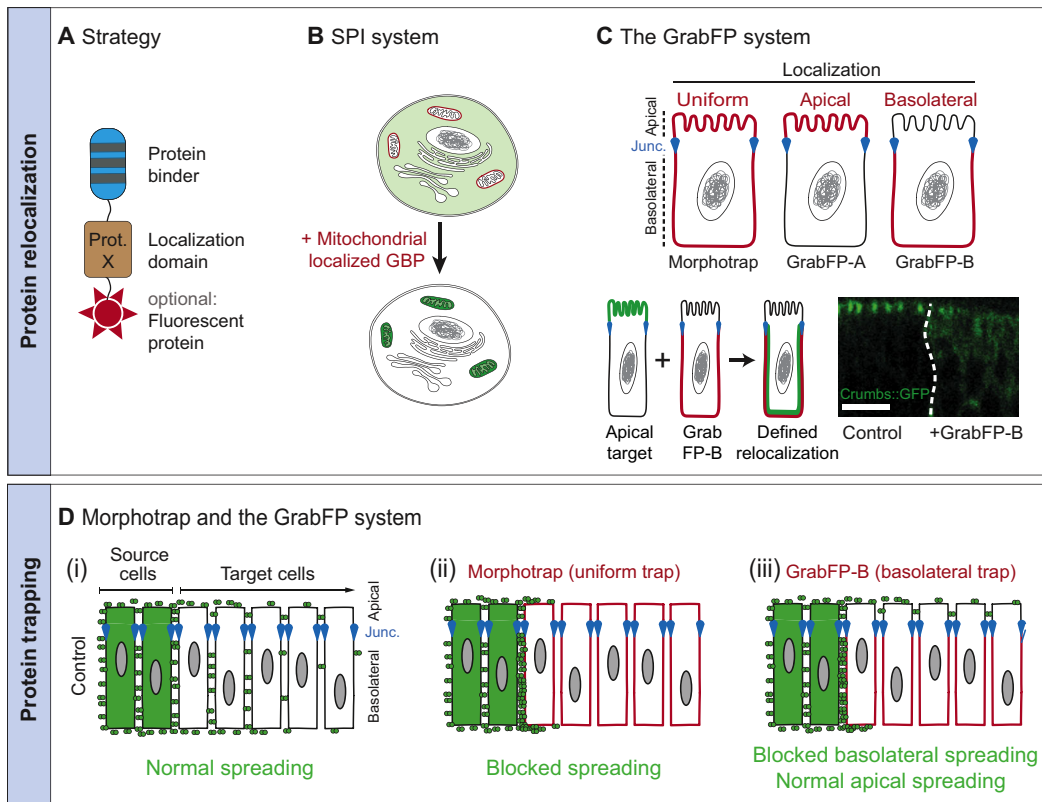 Protein relocalization
A Strategy
Protein
binder
Prot.
X
Localization
domain
optional:
Fluorescent
protein
B SPI system
+ Mitochondrial
localized GBP
C The GrabFP system
Localization
Uniform
Apical
Basolateral
Apical
Junc.
Basolateral
Morphotrap
GrabFP-A
GrabFP-B
Apical
target
+
Grab
FP-B
Defined
relocalization
Crumbs::GFP
Control
+GrabFP-B
Protein trapping
D Morphotrap and the GrabFP system
(i)
Source
cells
Target cells
Control
Apical
Junc.
Basolateral
Normal spreading
(ii)
Morphotrap (uniform trap)
Blocked spreading
(iii)
GrabFP-B (basolateral trap)
Blocked basolateral spreading
Normal apical spreading